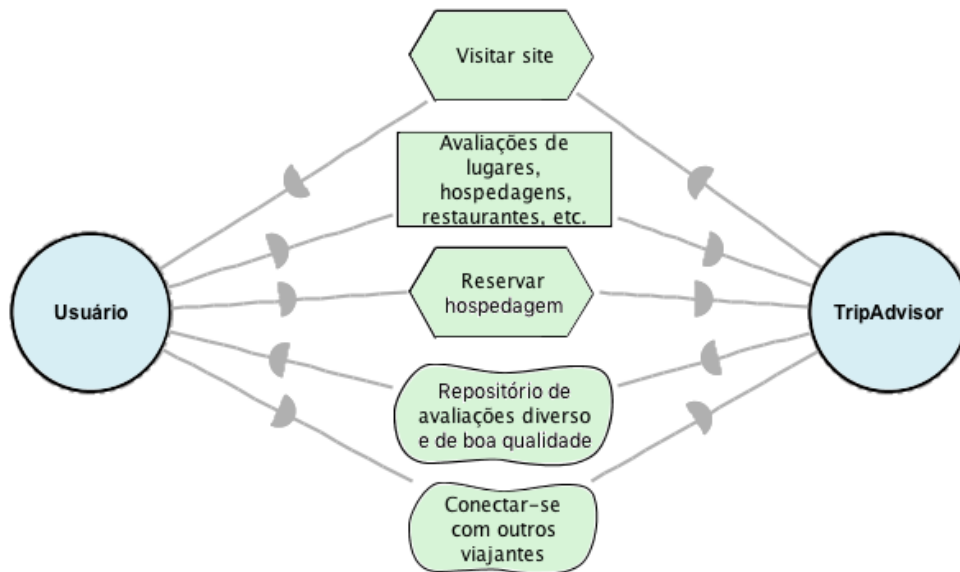 Visitar site
Avaliações de
lugares,
hospedagens,
restaurantes, etc.
Usuário
Reservar
hospedagem
TripAdvisor
Repositório de
avaliações diverso
e de boa qualidade
Conectar-se
com outros
viajantes